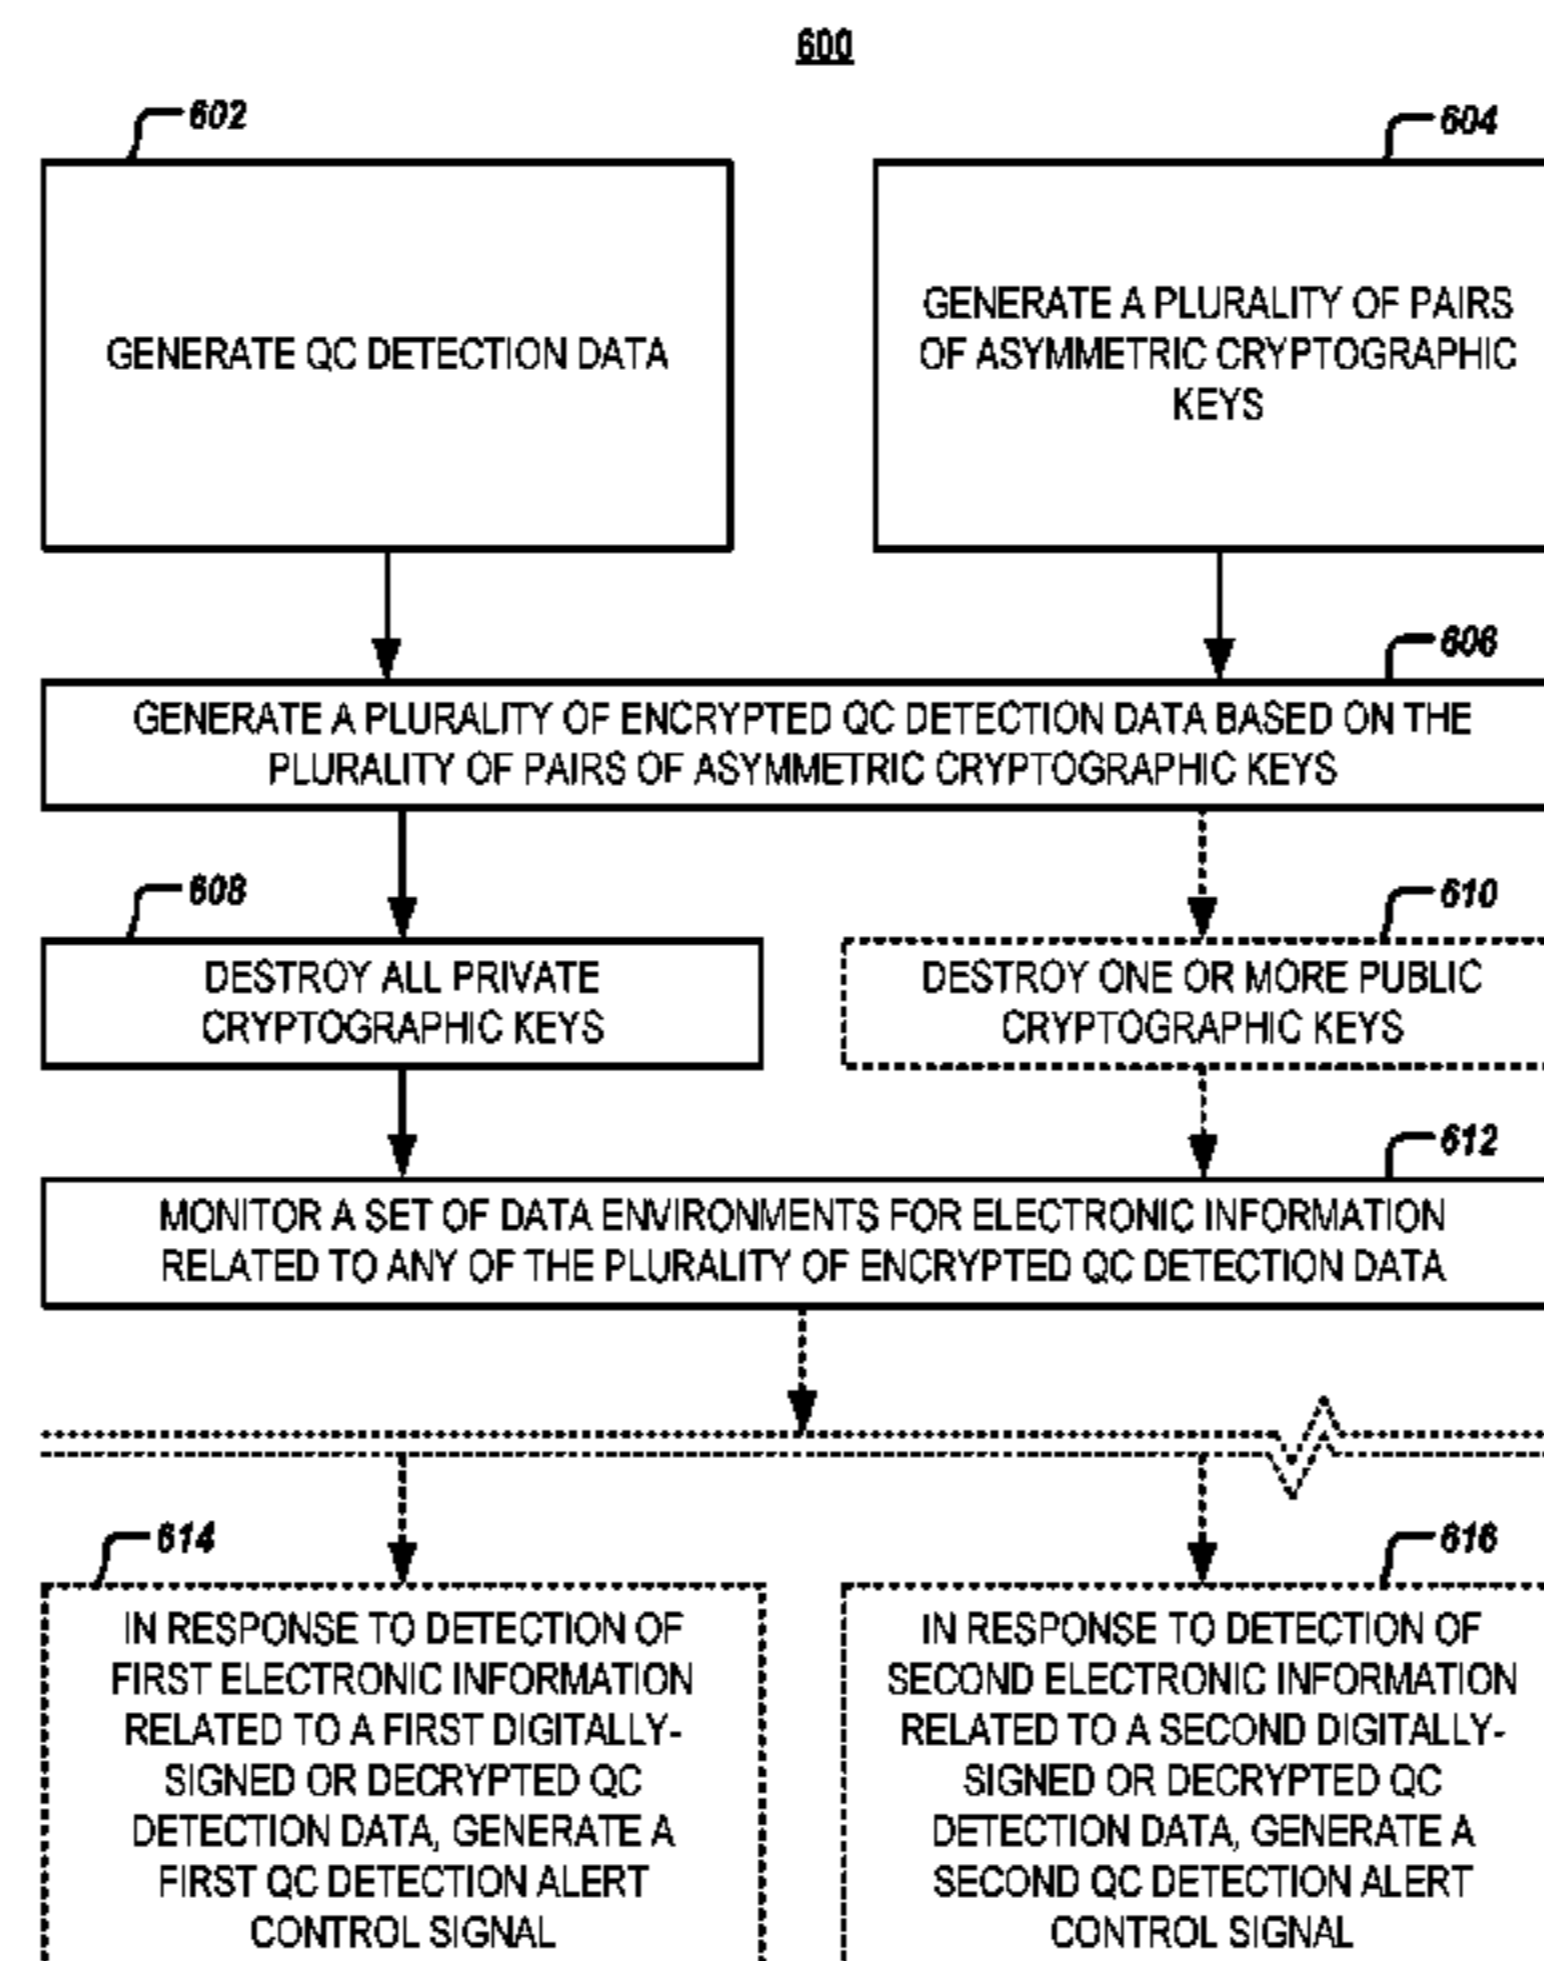 600
602
604
GENERATE QC DETECTION DATA
GENERATE A PLURALITY OF PAIRS
OF ASYMMETRIC CRYPTOGRAPHIC
KEYS
606
GENERATE A PLURALITY OF ENCRYPTED QC DETECTION DATA BASED ON THE
PLURALITY OF PAIRS OF ASYMMETRIC CRYPTOGRAPHIC KEYS
608
610
DESTROY ALL PRIVATE
CRYPTOGRAPHIC KEYS
DESTROY ONE OR MORE PUBLIC
CRYPTOGRAPHIC KEYS
612
MONITOR A SET OF DATA ENVIRONMENTS FOR ELECTRONIC INFORMATION
RELATED TO ANY OF THE PLURALITY OF ENCRYPTED QC DETECTION DATA
614
616
IN RESPONSE TO DETECTION OF
FIRST ELECTRONIC INFORMATION
RELATED TO A FIRST DIGITALLY-
SIGNED OR DECRYPTED QC
DETECTION DATA, GENERATE A
FIRST QC DETECTION ALERT
CONTROL SIGNAL
IN RESPONSE TO DETECTION OF
SECOND ELECTRONIC INFORMATION
RELATED TO A SECOND DIGITALLY-
SIGNED OR DECRYPTED QC
DETECTION DATA, GENERATE A
SECOND QC DETECTION ALERT
CONTROL SIGNAL